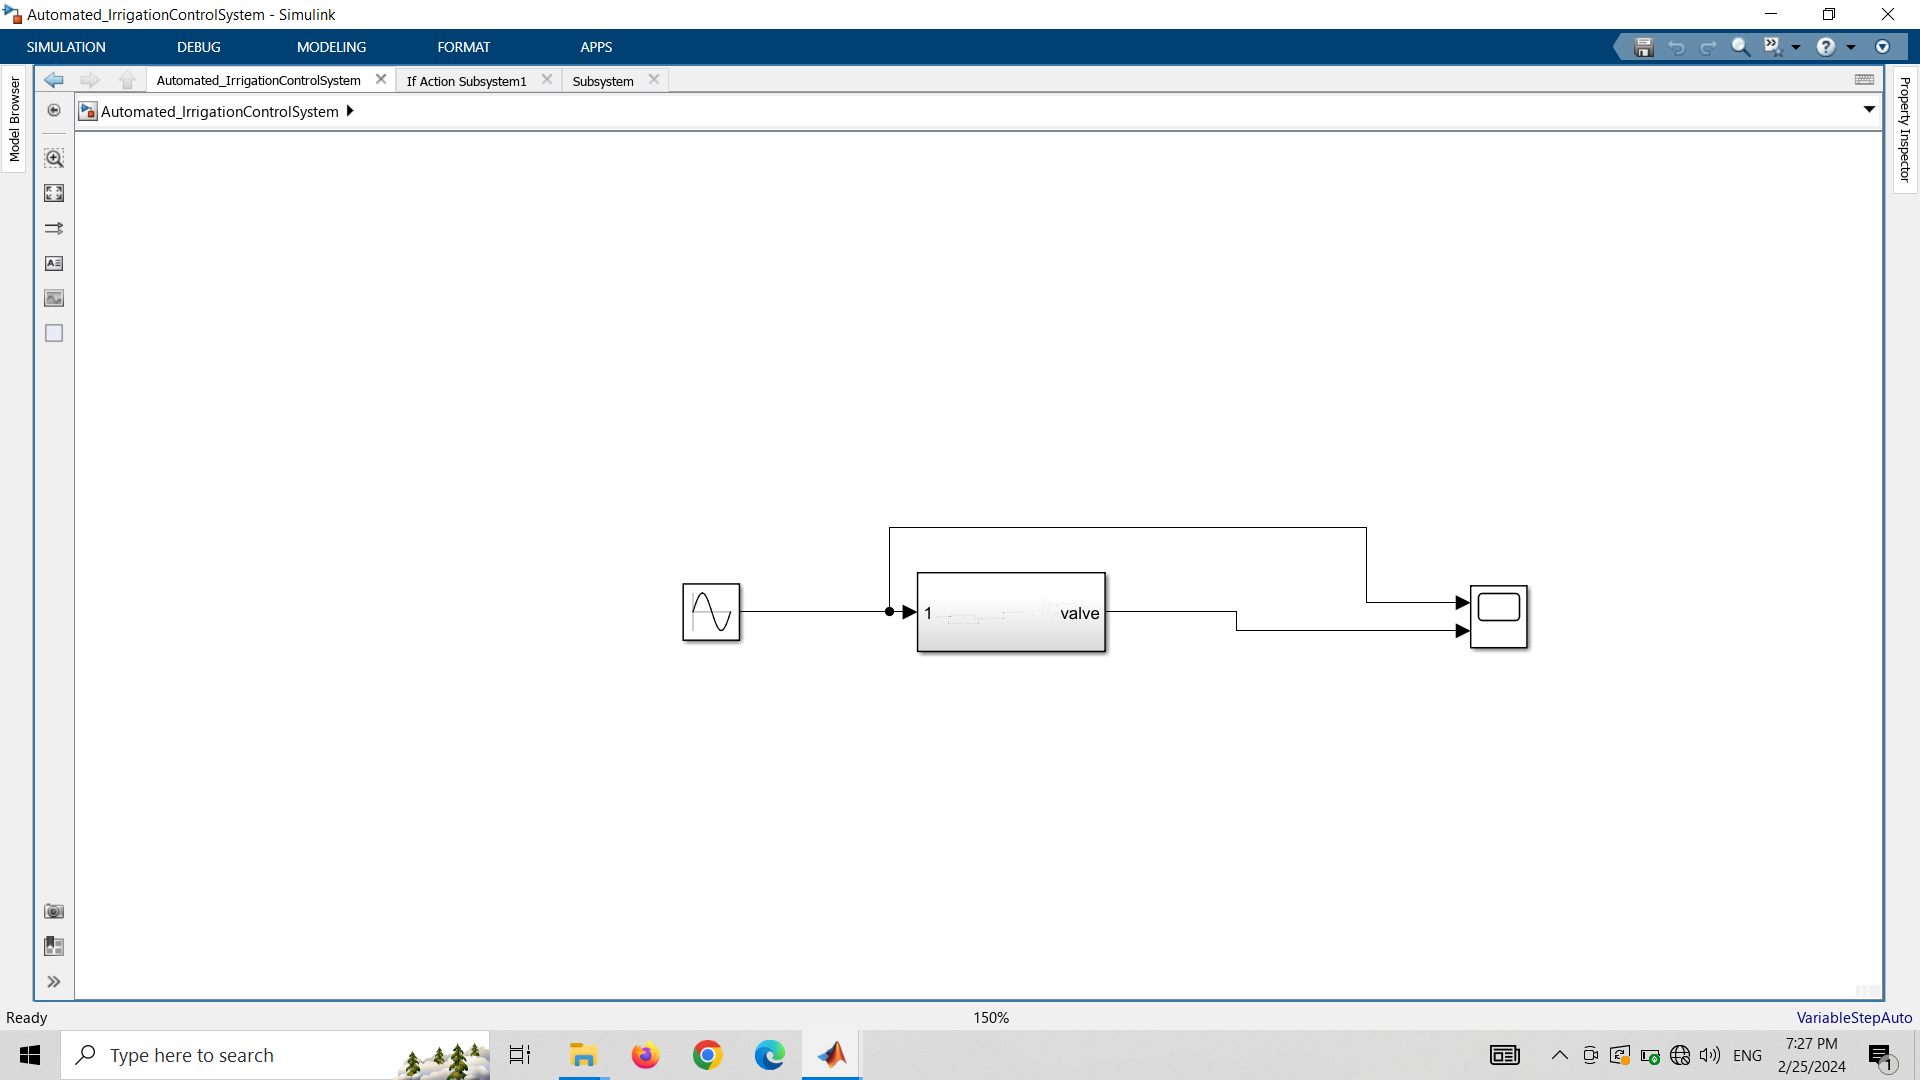 Automated_IrrigationControlSystem - Simulink
SIMULATION DEBUG MODELING FORMAT APPS
Automated_IrrigationControlSystem If Action Subsystem1 Subsystem
Model Browser
Automated_IrrigationControlSystem
Property Inspector
1 valve
Ready 150% VariableStepAuto
Type here to search
ENG
7:27 PM
2/25/2024
1